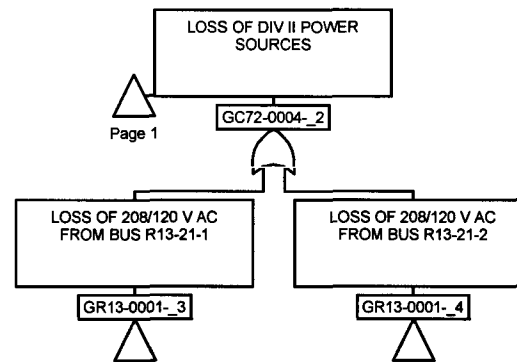 LOSS OF DIV II POWER
SOURCES
Page 1
GC72-0004-_2
LOSS OF 208/120 V AC
FROM BUS R13-21-1
LOSS OF 208/120 V AC
FROM BUS R13-21-2
GR13-0001-_3
GR13-0001-_4